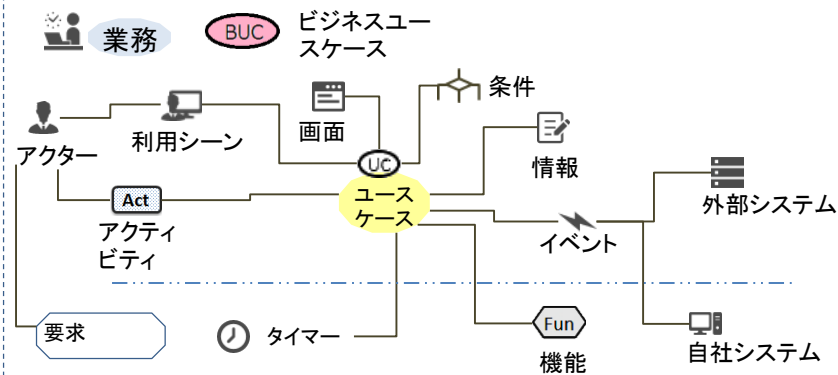 業務
BUC
ビジネスユー
スケース
アクター
利用シーン
画面
条件
UC
ユース
ケース
情報
外部システム
Act
アクティ
ビティ
イベント
要求
タイマー
Fun
機能
自社システム